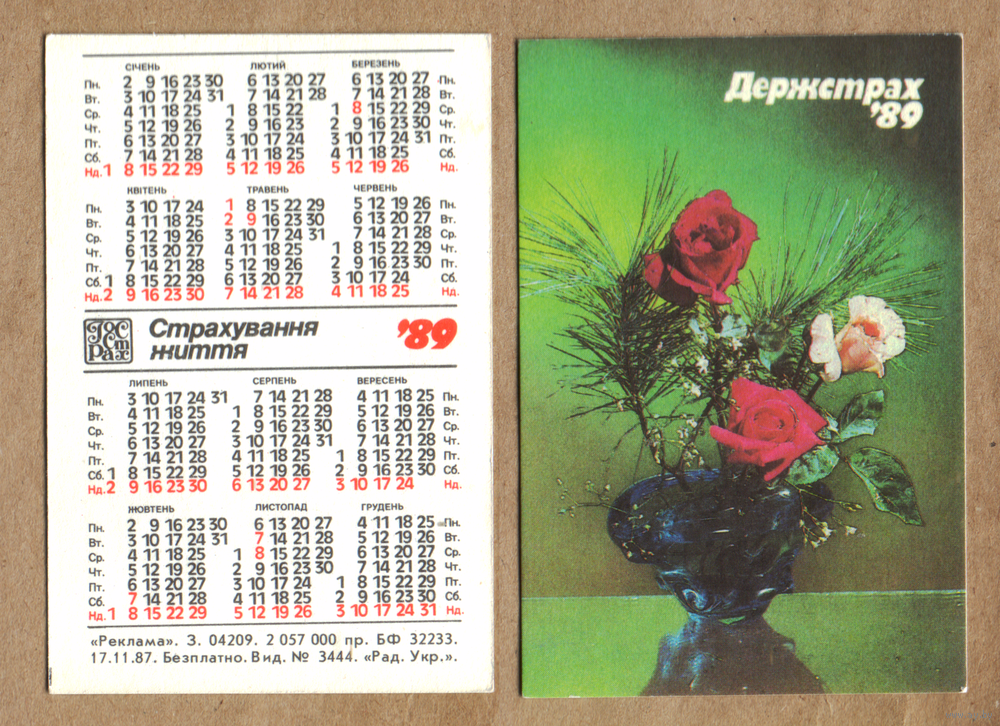 СІЧЕНЬ ЛЮТИЙ БЕРЕЗЕНЬ
Пн. 2 9 16 23 30 6 13 20 27 6 13 20 27 Пн.
Вт. 3 10 17 24 31 7 14 21 28 7 14 21 28 Вт.
Ср. 4 11 18 25 1 8 15 22 1 8 15 22 29 Ср.
Чт. 5 12 19 26 2 9 16 23 2 9 16 23 30 Чт.
Пт. 6 13 20 27 3 10 17 24 3 10 17 24 31 Пт.
Сб. 7 14 21 28 4 11 18 25 4 11 18 25 Сб.
Нд. 1 8 15 22 29 5 12 19 26 5 12 19 26 Нд.
КВІТЕНЬ ТРАВЕНЬ ЧЕРВЕНЬ
Пн. 3 10 17 24 1 8 15 22 29 5 12 19 26 Пн.
Вт. 4 11 18 25 2 9 16 23 30 6 13 20 27 Вт.
Ср. 5 12 19 26 3 10 17 24 31 7 14 21 28 Ср.
Чт. 6 13 20 27 4 11 18 25 1 8 15 22 29 Чт.
Пт. 7 14 21 28 5 12 19 26 2 9 16 23 30 Пт.
Сб. 1 8 15 22 29 6 13 20 27 3 10 17 24 Сб.
Нд. 2 9 16 23 30 7 14 21 28 4 11 18 25 Нд.
Госстрах
Страхування
життя
'89
ЛИПЕНЬ СЕРПЕНЬ ВЕРЕСЕНЬ
Пн. 3 10 17 24 31 7 14 21 28 4 11 18 25 Пн.
Вт. 4 11 18 25 1 8 15 22 29 5 12 19 26 Вт.
Ср. 5 12 19 26 2 9 16 23 30 6 13 20 27 Ср.
Чт. 6 13 20 27 3 10 17 24 31 7 14 21 28 Чт.
Пт. 7 14 21 28 4 11 18 25 1 8 15 22 29 Пт.
Сб. 1 8 15 22 29 5 12 19 26 2 9 16 23 30 Сб.
Нд. 2 9 16 23 30 6 13 20 27 3 10 17 24 Нд.
ЖОВТЕНЬ ЛИСТОПАД ГРУДЕНЬ
Пн. 2 9 16 23 30 6 13 20 27 4 11 18 25 Пн.
Вт. 3 10 17 24 31 7 14 21 28 5 12 19 26 Вт.
Ср. 4 11 18 25 1 8 15 22 29 6 13 20 27 Ср.
Чт. 5 12 19 26 2 9 16 23 30 7 14 21 28 Чт.
Пт. 6 13 20 27 3 10 17 24 1 8 15 22 29 Пт.
Сб. 7 14 21 28 4 11 18 25 2 9 16 23 30 Сб.
Нд. 1 8 15 22 29 5 12 19 26 3 10 17 24 31 Нд.
«Реклама». З. 04209. 2 057 000 пр. БФ 32233.
17.11.87. Безплатно. Вид. № 3444. «Рад. Укр.».
Держстрах
'89